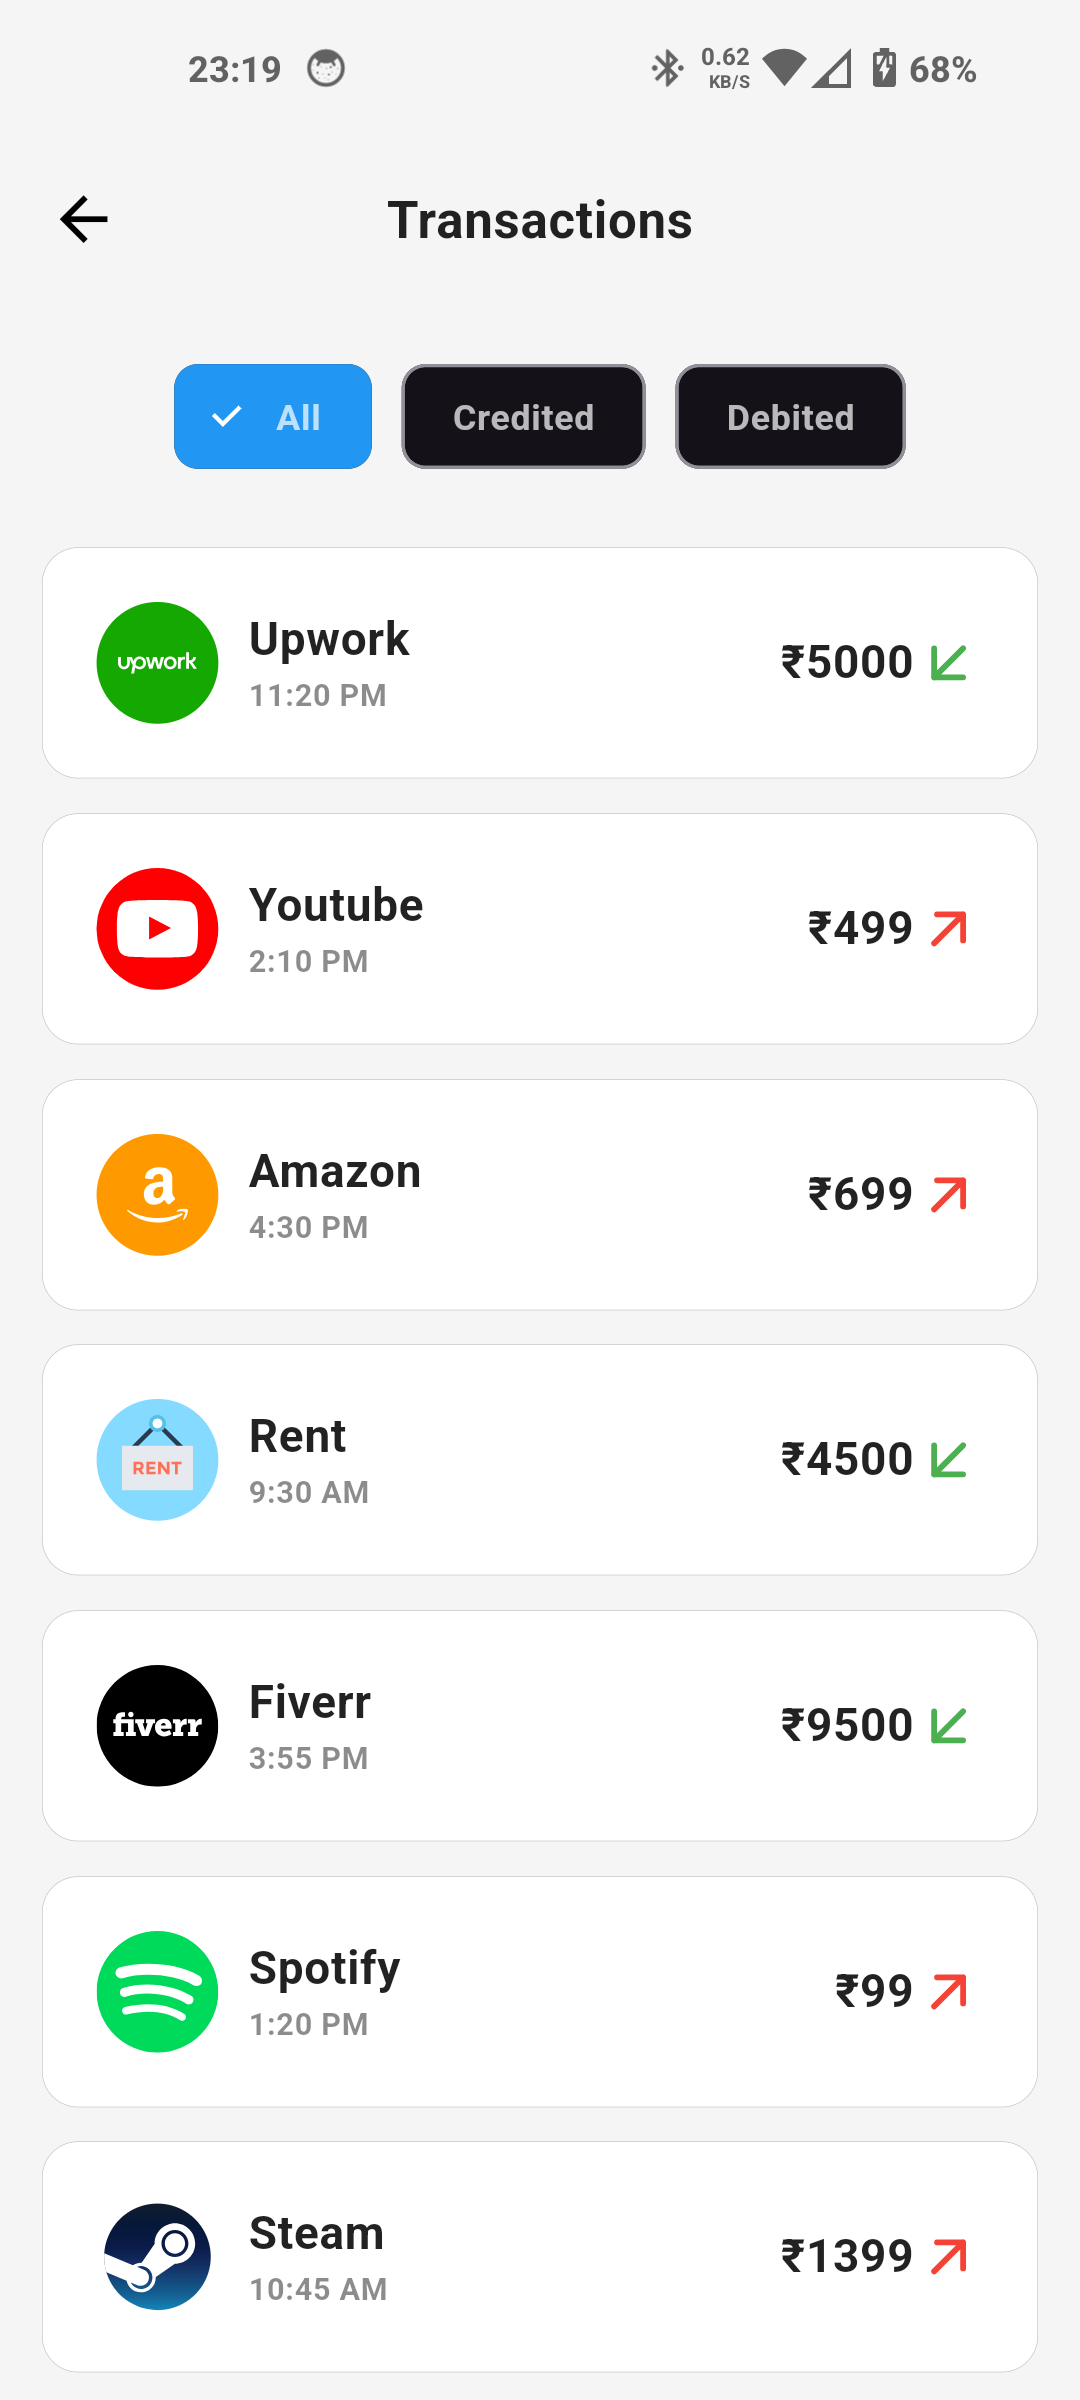 23:19 0.62 KB/S 68%
Transactions
All Credited Debited
upwork Upwork ₹5000
11:20 PM
Youtube ₹499
2:10 PM
a Amazon ₹699
4:30 PM
RENT Rent ₹4500
9:30 AM
fiverr Fiverr ₹9500
3:55 PM
Spotify ₹99
1:20 PM
Steam ₹1399
10:45 AM